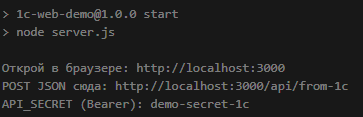 > 1c-web-demo@1.0.0 start
> node server.js
Открой в браузере: http://localhost:3000
POST JSON сюда: http://localhost:3000/api/from-1c
API_SECRET (Bearer): demo-secret-1c